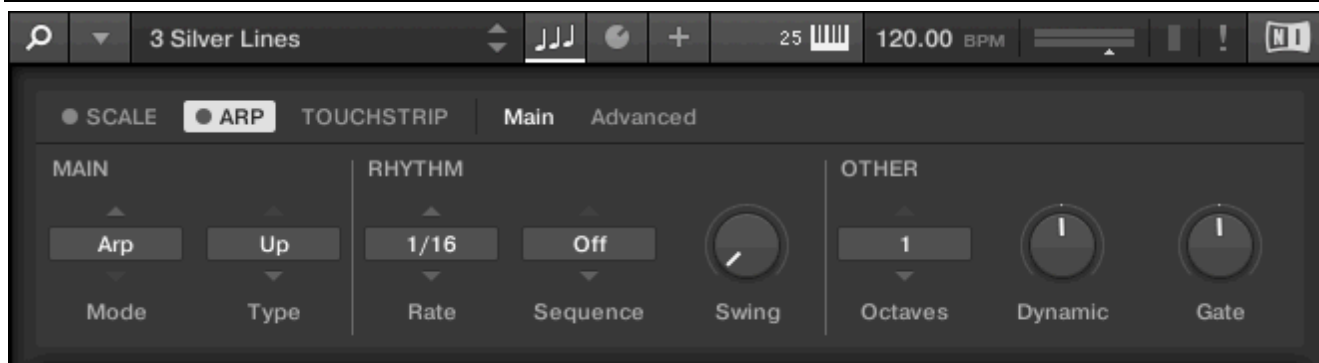 3 Silver Lines 25 120.00 BPM NI
SCALE ARP TOUCHSTRIP Main Advanced
MAIN RHYTHM OTHER
Arp Up 1/16 Off 1
Mode Type Rate Sequence Swing Octaves Dynamic Gate